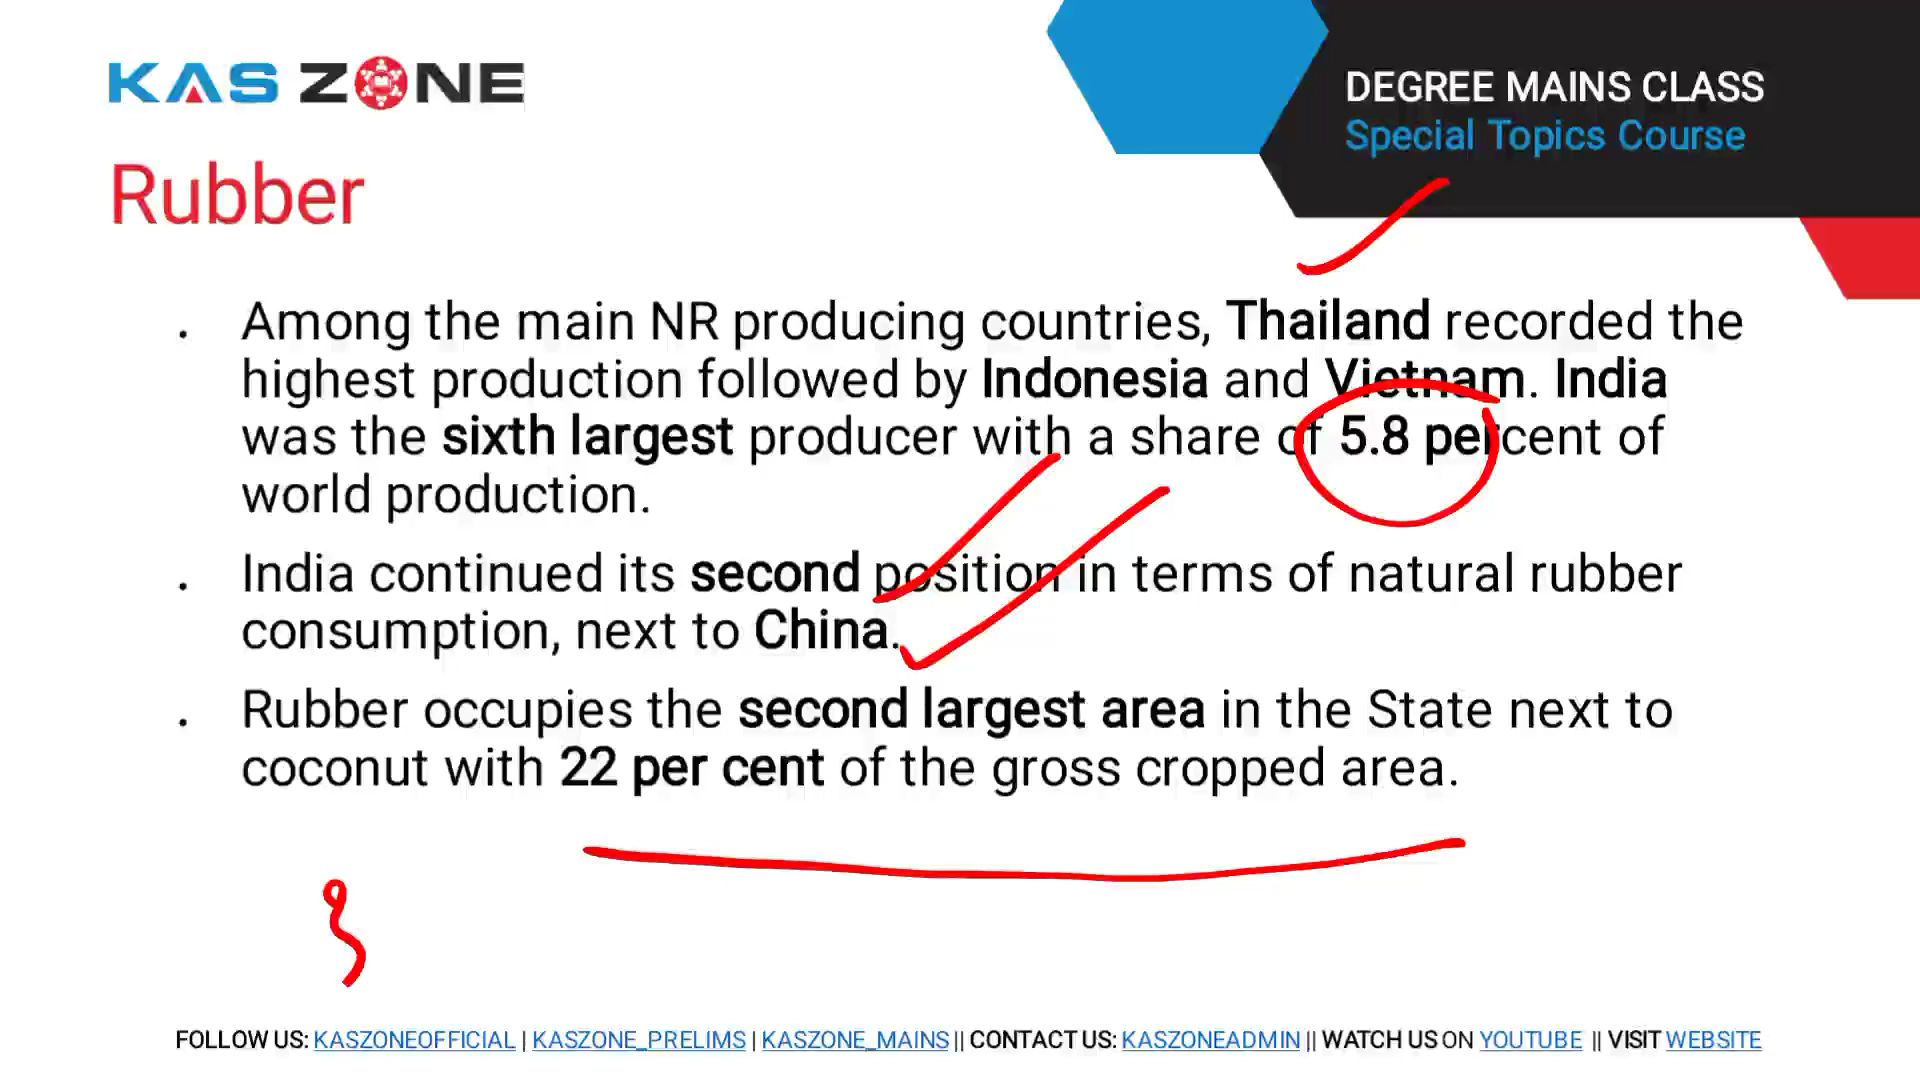 KAS ZONE
DEGREE MAINS CLASS
Special Topics Course
Rubber
. Among the main NR producing countries, Thailand recorded the
highest production followed by Indonesia and Vietnam. India
was the sixth largest producer with a share of 5.8 percent of
world production.
. India continued its second position in terms of natural rubber
consumption, next to China.
. Rubber occupies the second largest area in the State next to
coconut with 22 per cent of the gross cropped area.
FOLLOW US: KASZONEOFFICIAL | KASZONE_PRELIMS | KASZONE_MAINS || CONTACT US: KASZONEADMIN || WATCH US ON YOUTUBE || VISIT WEBSITE